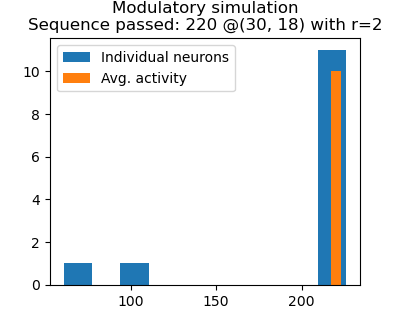 Modulatory simulation
Sequence passed: 220 @(30, 18) with r=2
Individual neurons
Avg. activity
10
8
6
4
2
0
100
150
200